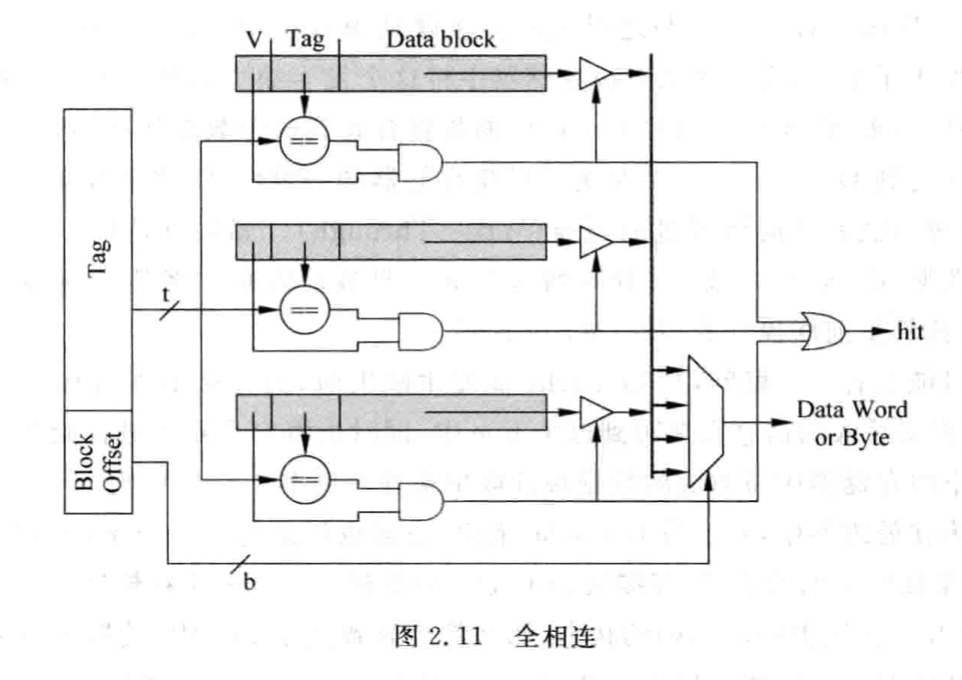 V Tag Data block
==
==
==
Tag
t
Block
Offset
b
hit
Data Word
or Byte
图 2.11 全相连